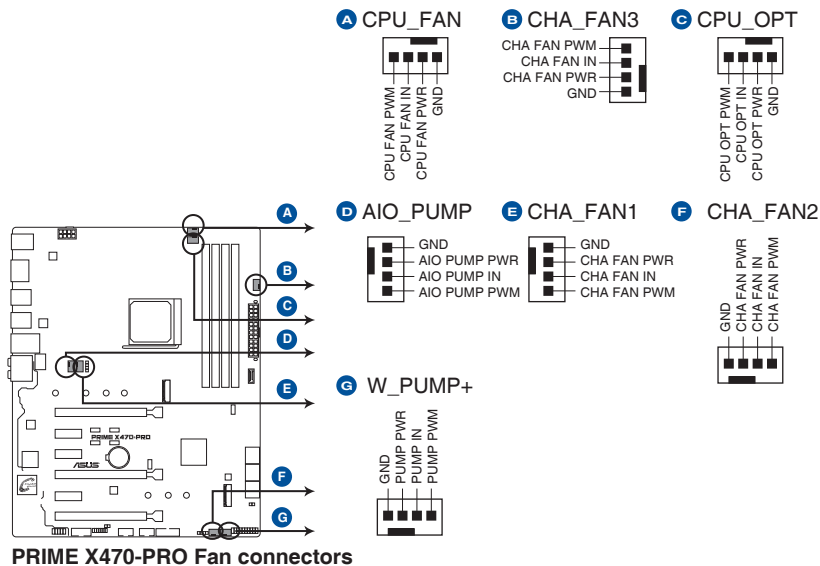 A CPU_FAN
CPU FAN PWM
CPU FAN IN
CPU FAN PWR
GND
B CHA_FAN3
CHA FAN PWM
CHA FAN IN
CHA FAN PWR
GND
C CPU_OPT
CPU OPT PWM
CPU OPT IN
CPU OPT PWR
GND
D AIO_PUMP
GND
AIO PUMP PWR
AIO PUMP IN
AIO PUMP PWM
E CHA_FAN1
GND
CHA FAN PWR
CHA FAN IN
CHA FAN PWM
F CHA_FAN2
GND
CHA FAN PWR
CHA FAN IN
CHA FAN PWM
G W_PUMP+
GND
PUMP PWR
PUMP IN
PUMP PWM
A
B
C
D
E
F
G
PRIME X470-PRO
ASUS
PRIME X470-PRO Fan connectors